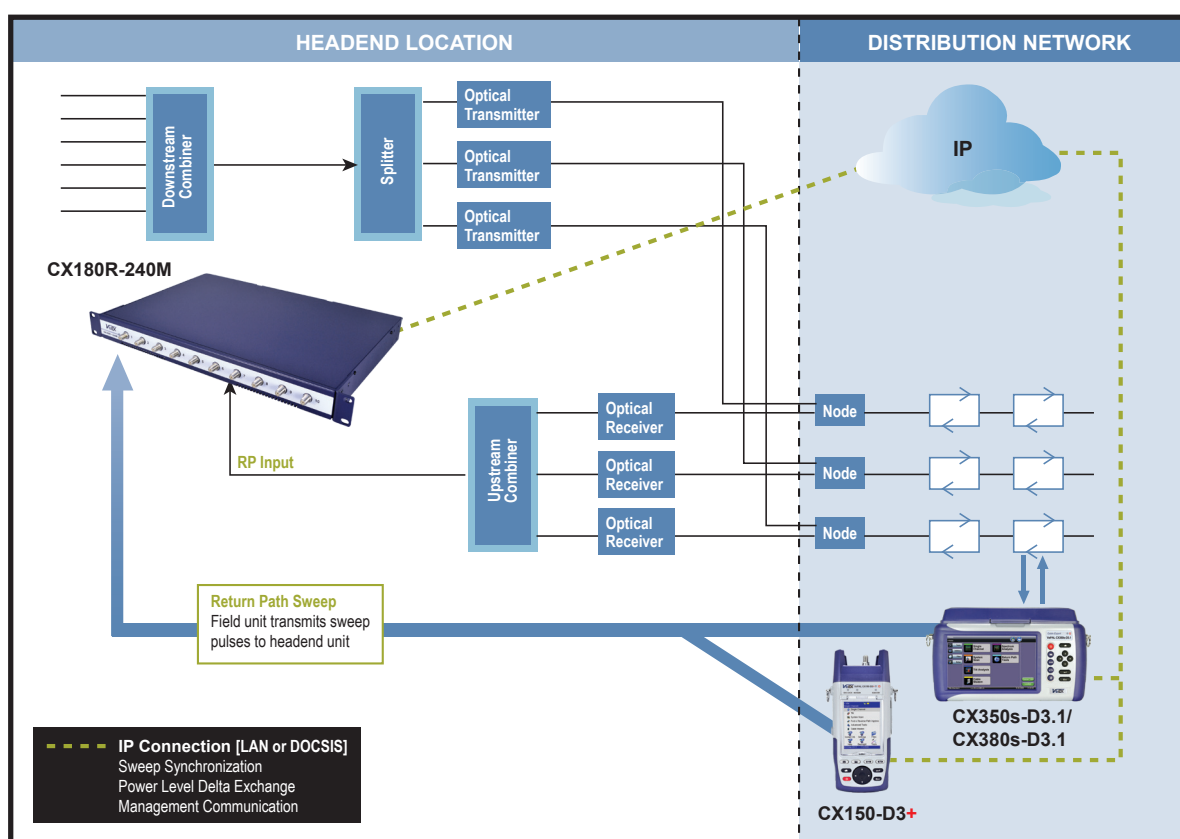 HEADEND LOCATION
DISTRIBUTION NETWORK
Downstream
Combiner
Splitter
Optical
Transmitter
Optical
Transmitter
Optical
Transmitter
IP
CX180R-240M
RP Input
Upstream
Combiner
Optical
Receiver
Optical
Receiver
Optical
Receiver
Node
Node
Node
Return Path Sweep
Field unit transmits sweep
pulses to headend unit
CX350s-D3.1/
CX380s-D3.1
CX150-D3+
IP Connection [LAN or DOCSIS]
Sweep Synchronization
Power Level Delta Exchange
Management Communication